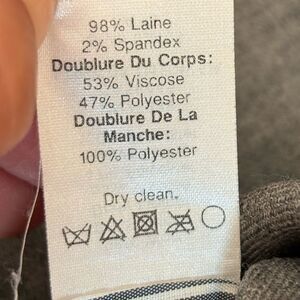 98% Laine
2% Spandex
Doublure Du Corps:
53% Viscose
47% Polyester
Doublure De La
Manche:
100% Polyester
Dry clean.